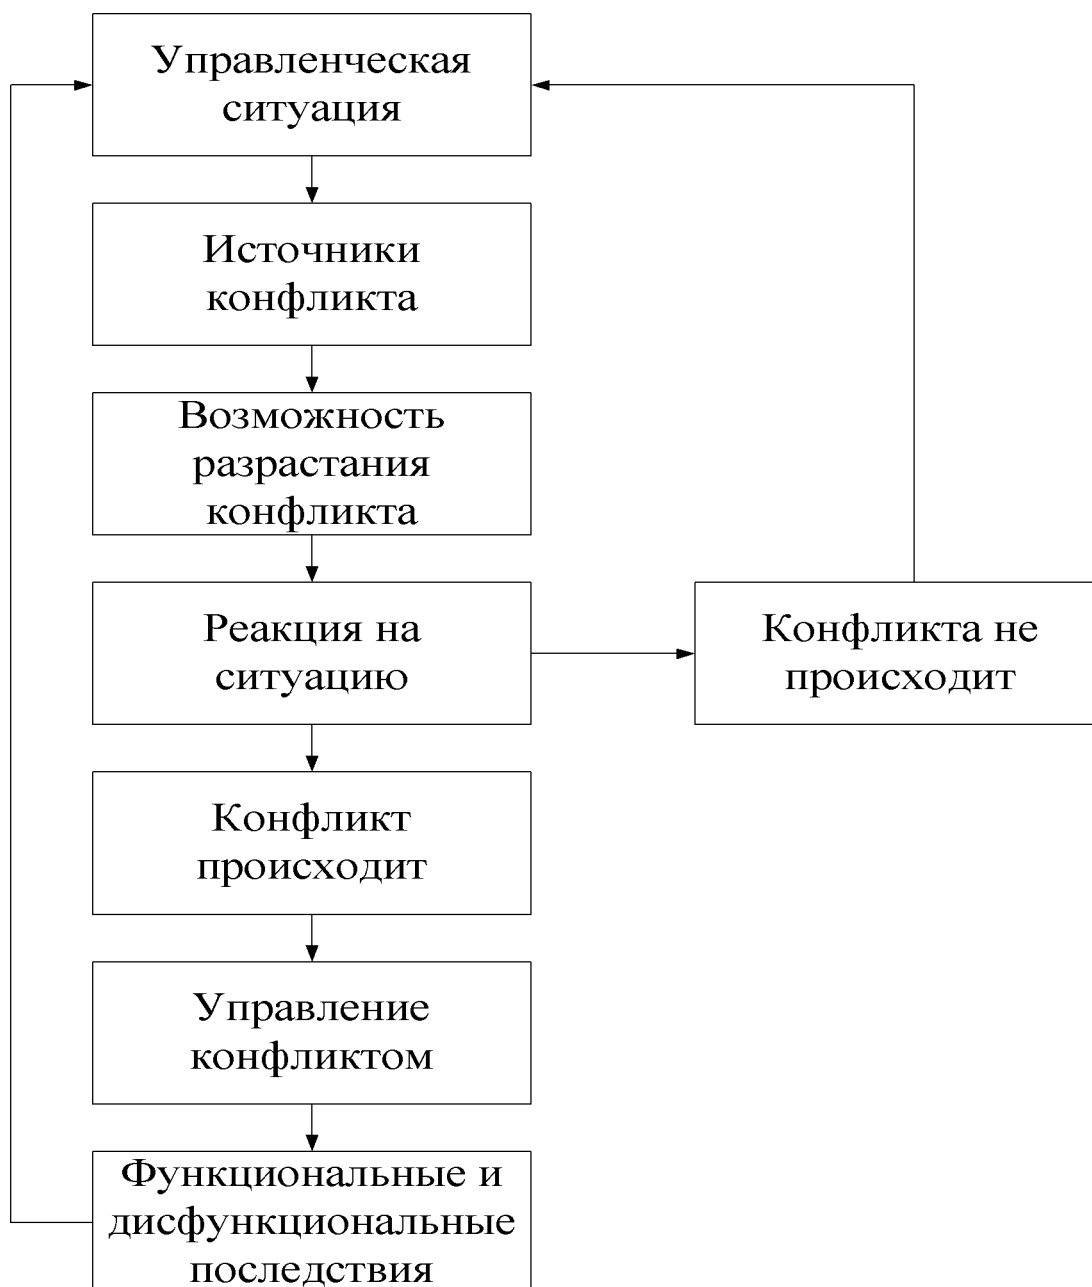 Управленческая
ситуация
Источники
конфликта
Возможность
разрастания
конфликта
Реакция на
ситуацию
Конфликта не
происходит
Конфликт
происходит
Управление
конфликтом
Функциональные и
дисфункциональные
последствия